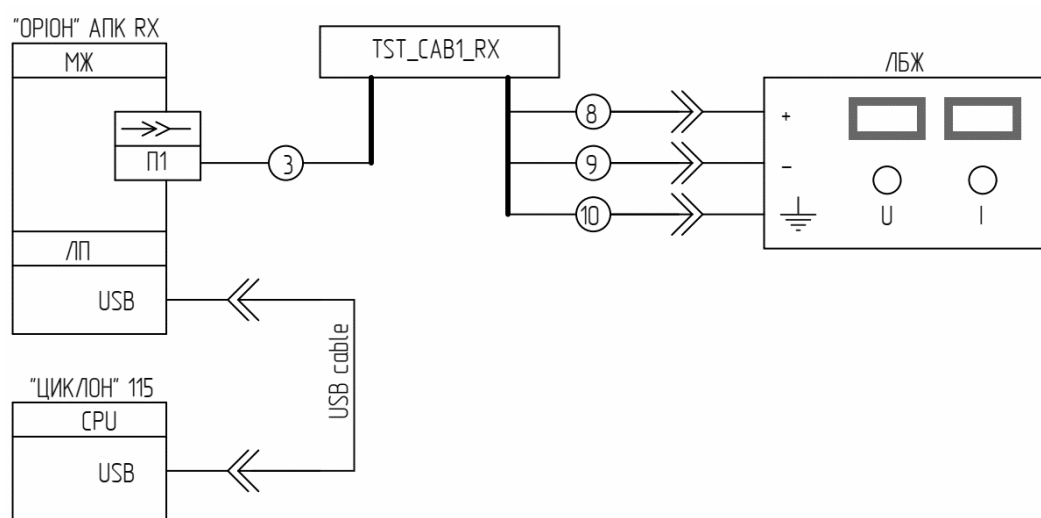 "ОРІОН" АПК RX
МЖ
П1
3
TST_CAB1_RX
8
9
10
ЛБЖ
+
−
U
I
ЛП
USB
USB cable
"ЦИКЛОН" 115
CPU
USB